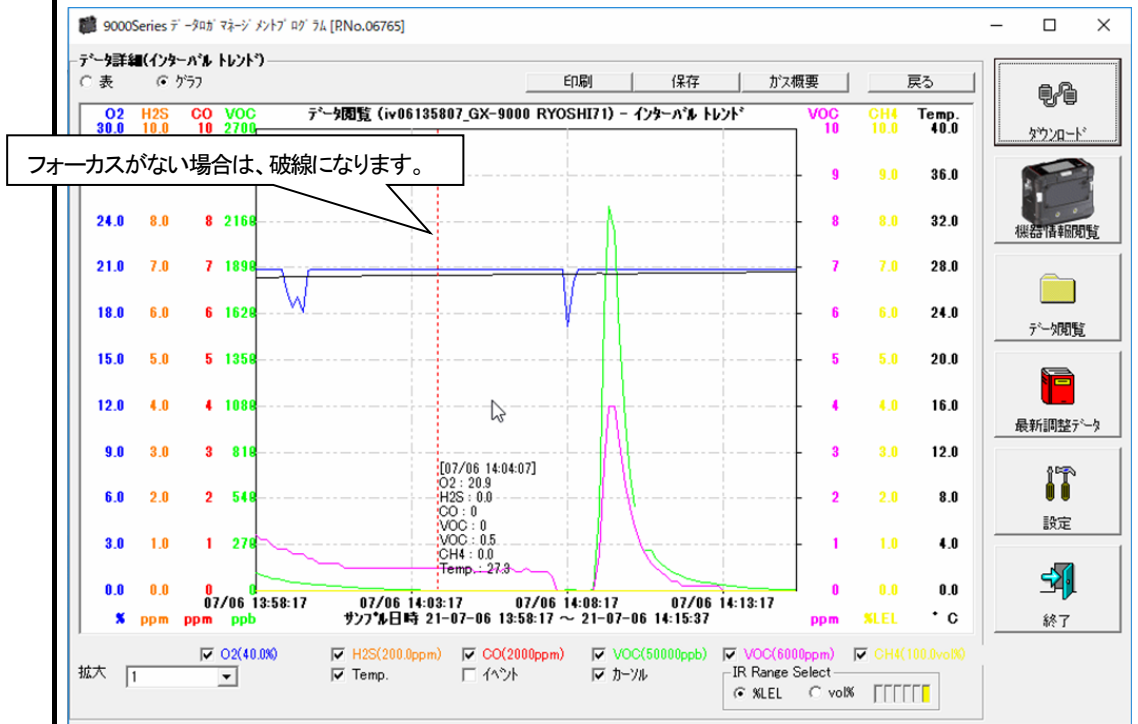 9000Series データロガ マネージメントプログラム [P.No.06765]
データ詳細(インターバル トレンド)
表 グラフ 印刷 保存 ガス概要 戻る
O2 H2S CO VOC データ閲覧 (iv06135807_GX-9000 RYOSHI71) - インターバル トレンド VOC CH4 Temp.
30.0 10.0 10 2700 10 10.0 40.0
フォーカスがない場合は、破線になります。
9 9.0 36.0
24.0 8.0 8 2168 8 8.0 32.0
21.0 7.0 7 1898 7 7.0 28.0
18.0 6.0 6 1628 6 6.0 24.0
15.0 5.0 5 1358 5 5.0 20.0
12.0 4.0 4 1088 4 4.0 16.0
9.0 3.0 3 818 3 3.0 12.0
6.0 2.0 2 548 2 2.0 8.0
3.0 1.0 1 278 1 1.0 4.0
0.0 0.0 0 0 0 0.0 0.0
[07/06 14:04:07]
O2 : 20.9
H2S : 0.0
CO : 0
VOC : 0
VOC : 0.5
CH4 : 0.0
Temp. : 27.3
07/06 13:58:17 07/06 14:03:17 07/06 14:08:17 07/06 14:13:17
% ppm ppm ppb サンプル日時 21-07-06 13:58:17 ～ 21-07-06 14:15:37 ppm %LEL ° C
O2(40.0%) H2S(200.0ppm) CO(2000ppm) VOC(50000ppb) VOC(6000ppm) CH4(100.0vol%)
拡大 1 Temp. イベント カーソル
IR Range Select
%LEL vol%
ダウンロード
機器情報閲覧
データ閲覧
最新調整データ
設定
終了